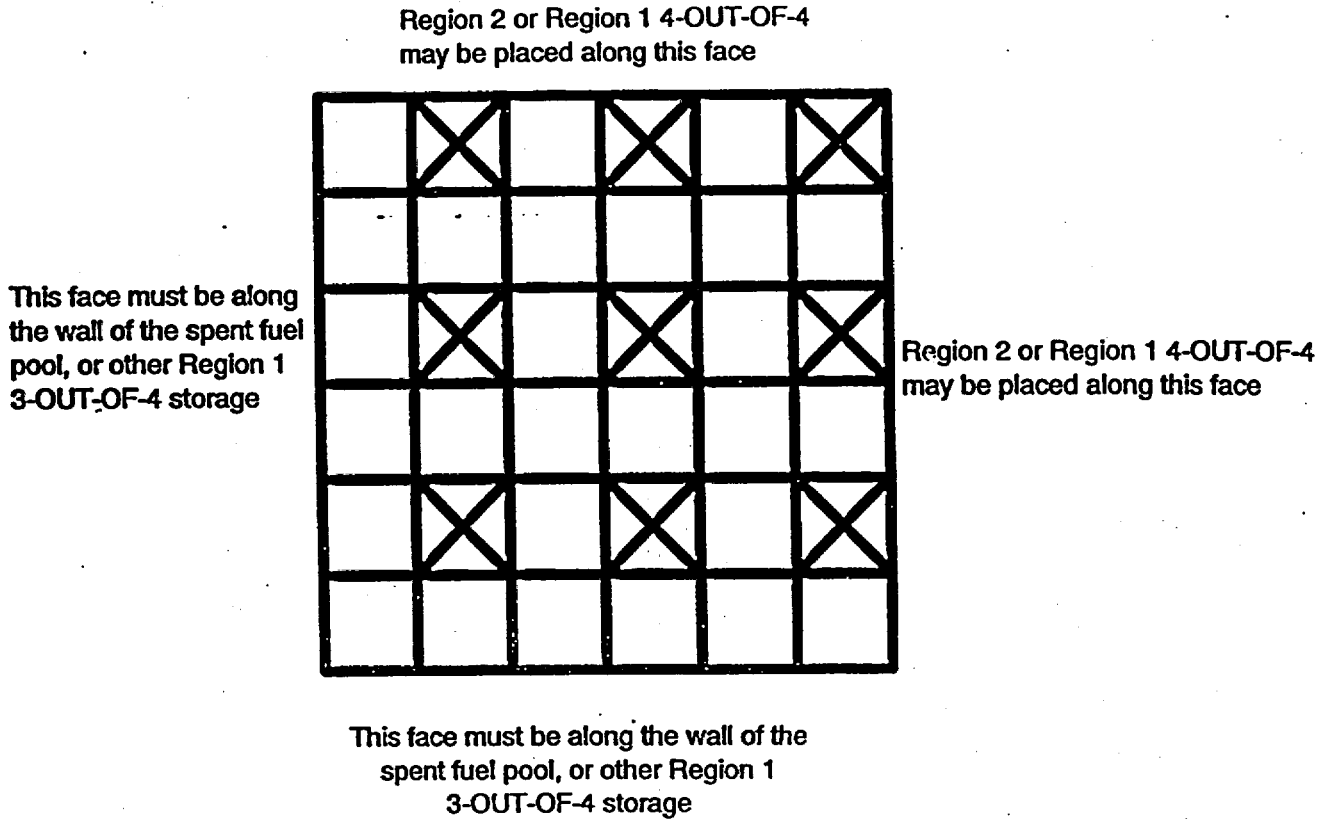 Region 2 or Region 1 4-OUT-OF-4
may be placed along this face
This face must be along
the wall of the spent fuel
pool, or other Region 1
3-OUT-OF-4 storage
Region 2 or Region 1 4-OUT-OF-4
may be placed along this face
This face must be along the wall of the
spent fuel pool, or other Region 1
3-OUT-OF-4 storage